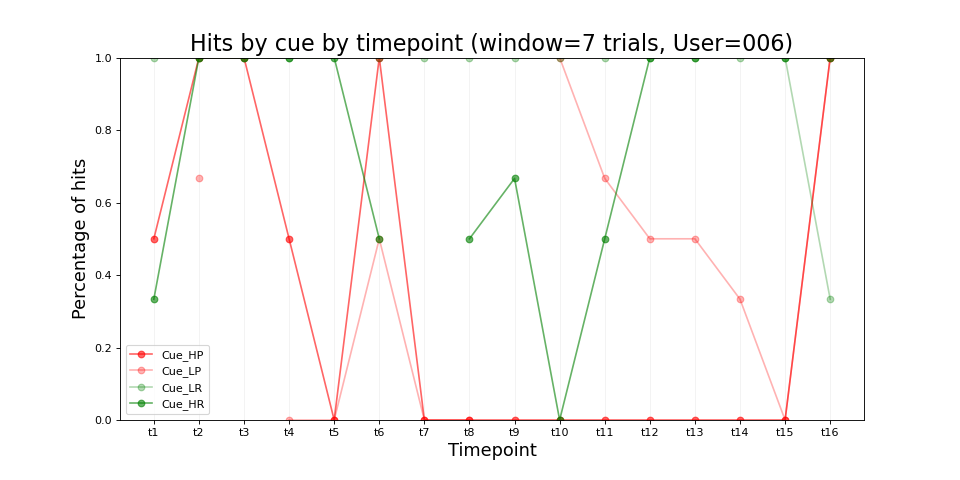 Hits by cue by timepoint (window=7 trials, User=006)
Percentage of hits
1.0
0.8
0.6
0.4
0.2
0.0
Cue_HP
Cue_LP
Cue_LR
Cue_HR
t1 t2 t3 t4 t5 t6 t7 t8 t9 t10 t11 t12 t13 t14 t15 t16
Timepoint